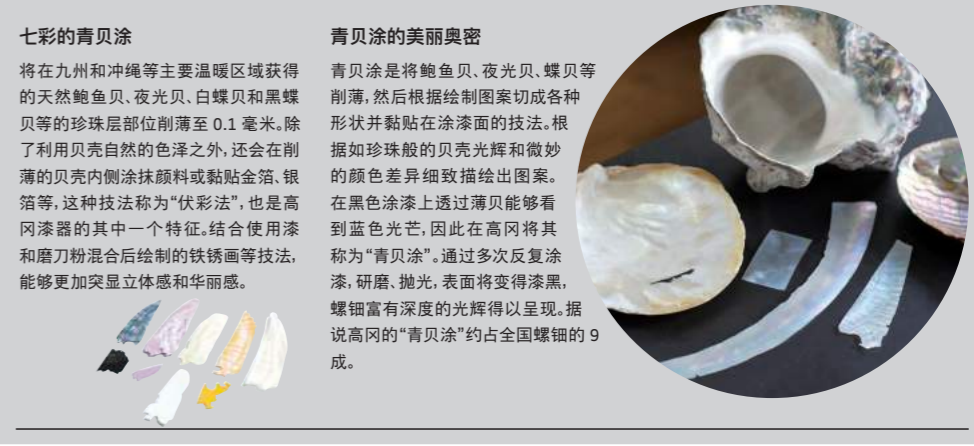 七彩的青贝涂
将在九州和冲绳等主要温暖区域获得
的天然鲍鱼贝、夜光贝、白蝶贝和黑蝶
贝等的珍珠层部位削薄至 0.1 毫米。除
了利用贝壳自然的色泽之外,还会在削
薄的贝壳内侧涂抹颜料或黏贴金箔、银
箔等,这种技法称为“伏彩法”,也是高
冈漆器的其中一个特征。结合使用漆
和磨刀粉混合后绘制的铁锈画等技法,
能够更加突显立体感和华丽感。
青贝涂的美丽奥密
青贝涂是将鲍鱼贝、夜光贝、蝶贝等
削薄,然后根据绘制图案切成各种
形状并黏贴在涂漆面的技法。根
据如珍珠般的贝壳光辉和微妙
的颜色差异细致描绘出图案。
在黑色涂漆上透过薄贝能够看
到蓝色光芒,因此在高冈将其
称为“青贝涂”。通过多次反复涂
漆,研磨、抛光,表面将变得漆黑,
螺钿富有深度的光辉得以呈现。据
说高冈的“青贝涂”约占全国螺钿的 9
成。